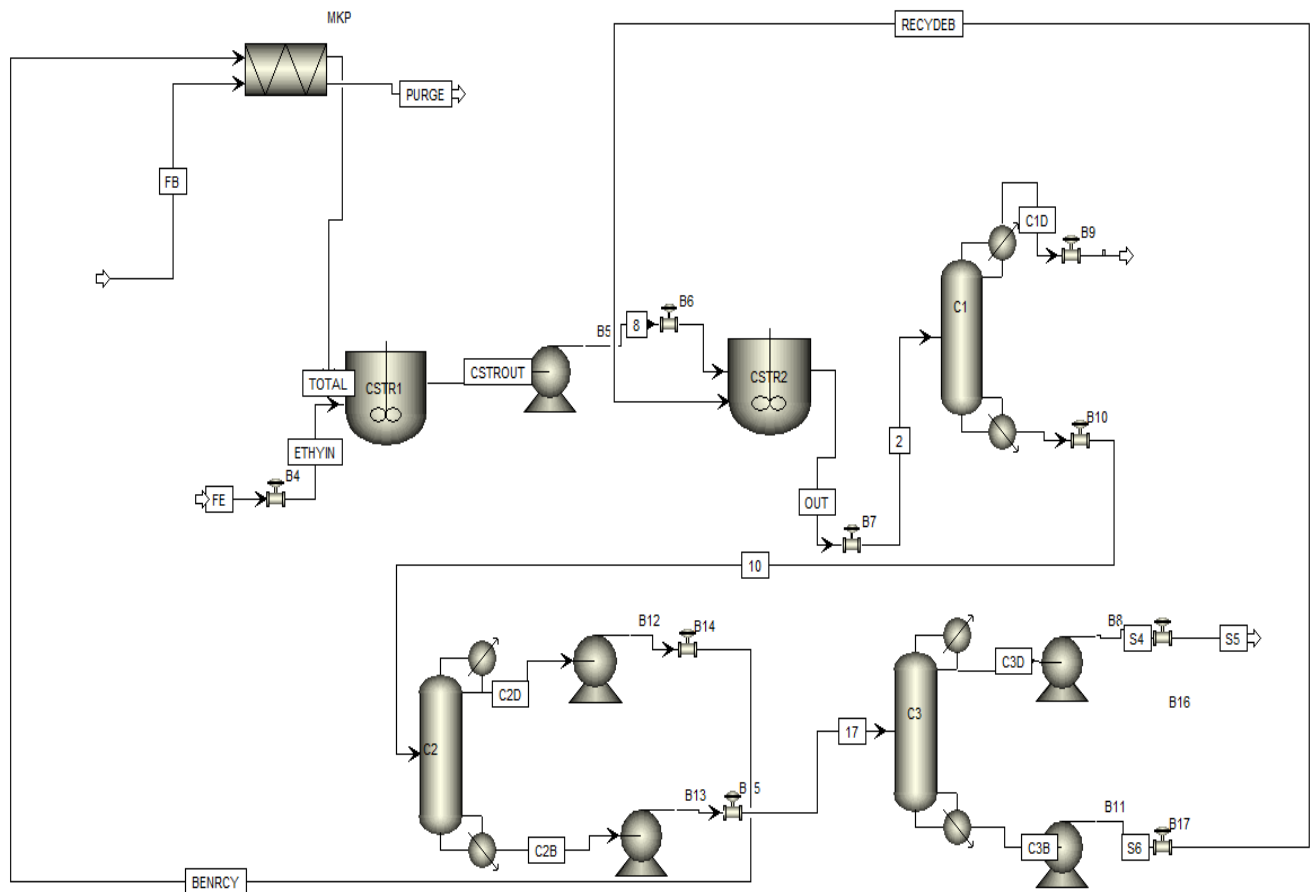 MKP
RECYDEB
PURGE
FB
C1D
B9
C1
B5
8
B6
TOTAL
CSTR1
CSTROUT
CSTR2
B10
ETHYIN
2
FE
B4
OUT
B7
10
B12
B14
B8
S4
S5
C2D
C3D
B16
C2
17
C3
B13
B11
B17
C2B
C3B
S6
BENRCY